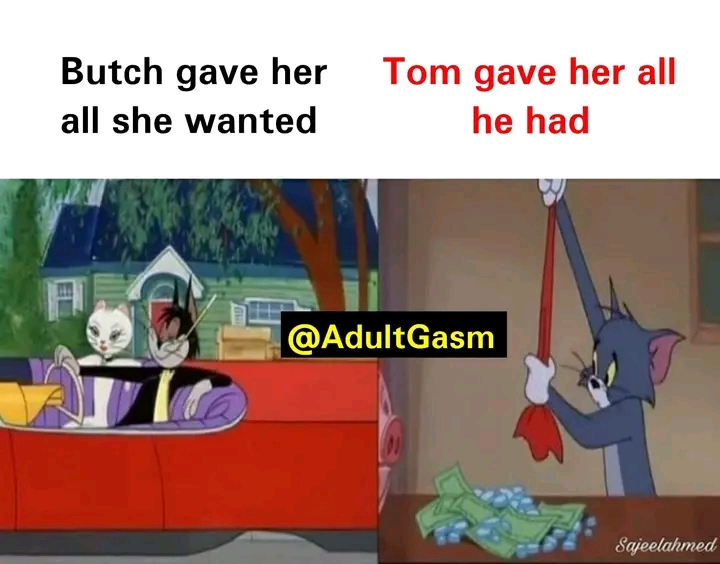 Butch gave her
all she wanted
Tom gave her all
he had
@AdultGasm
Sajeelahmed